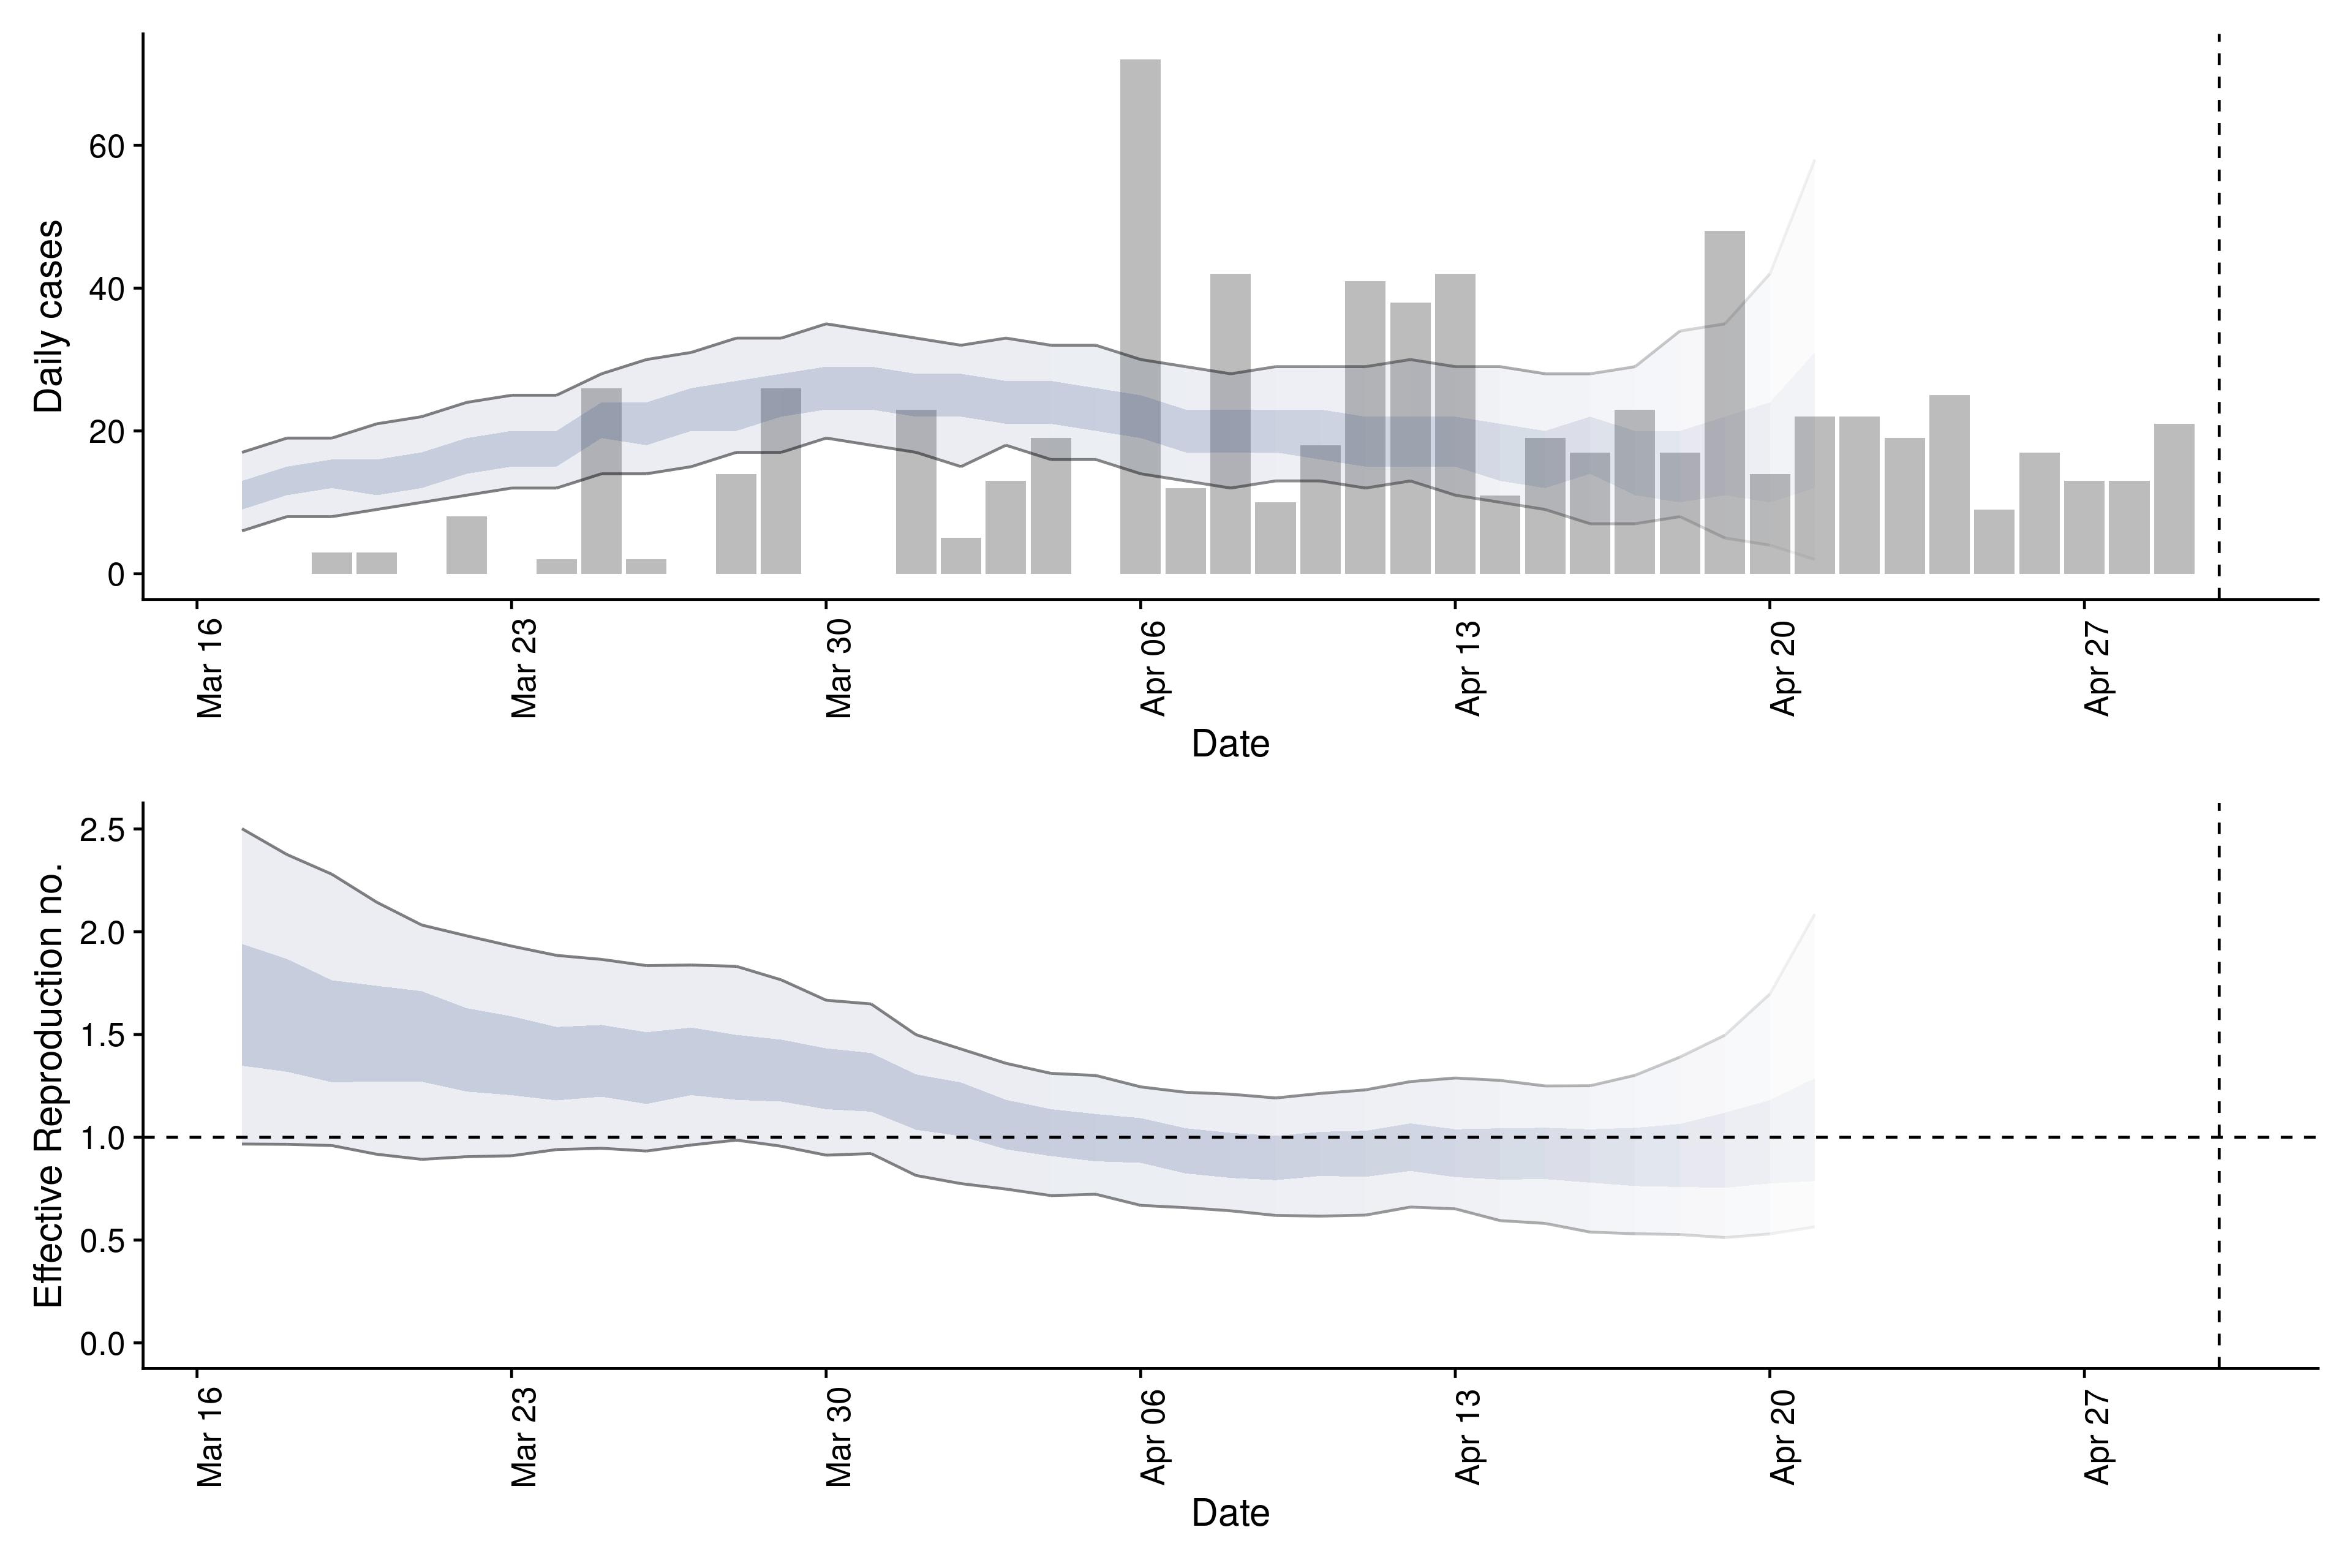 Daily cases
60
40
20
0
Mar 16
Mar 23
Mar 30
Apr 06
Apr 13
Apr 20
Apr 27
Date
Effective Reproduction no.
2.5
2.0
1.5
1.0
0.5
0.0
Mar 16
Mar 23
Mar 30
Apr 06
Apr 13
Apr 20
Apr 27
Date